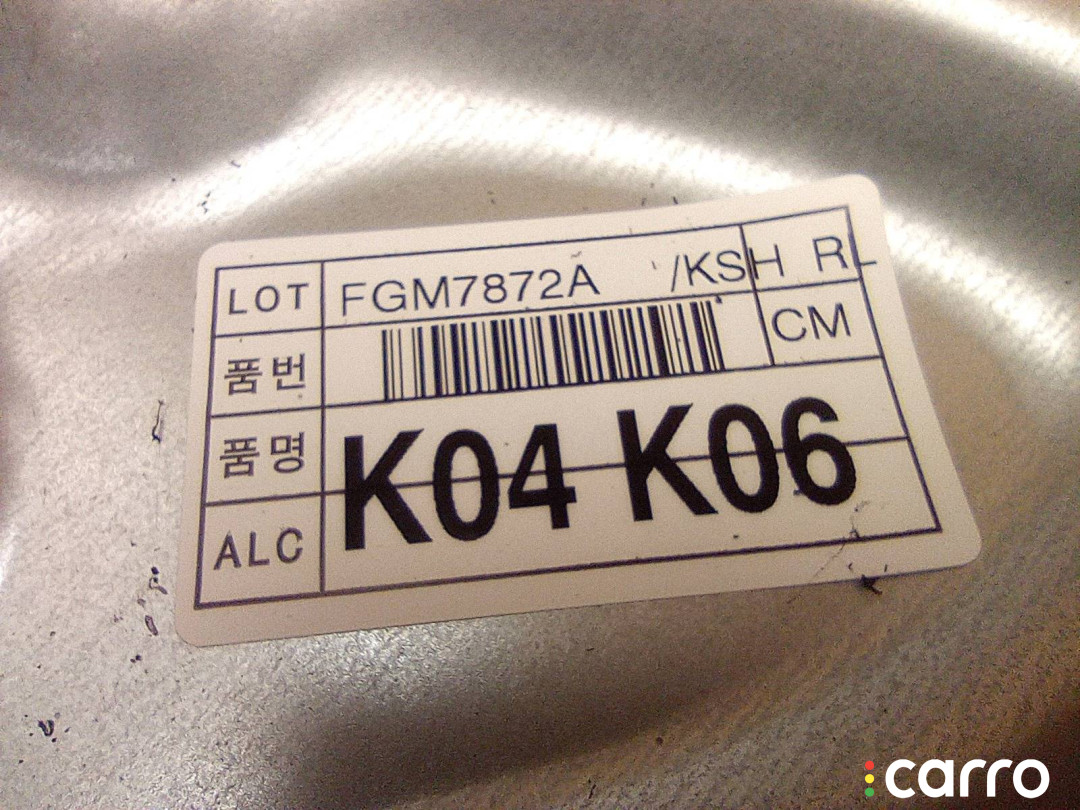 LOT FGM7872A /KSH RL
품번 CM
품명 K04 K06
ALC
carro